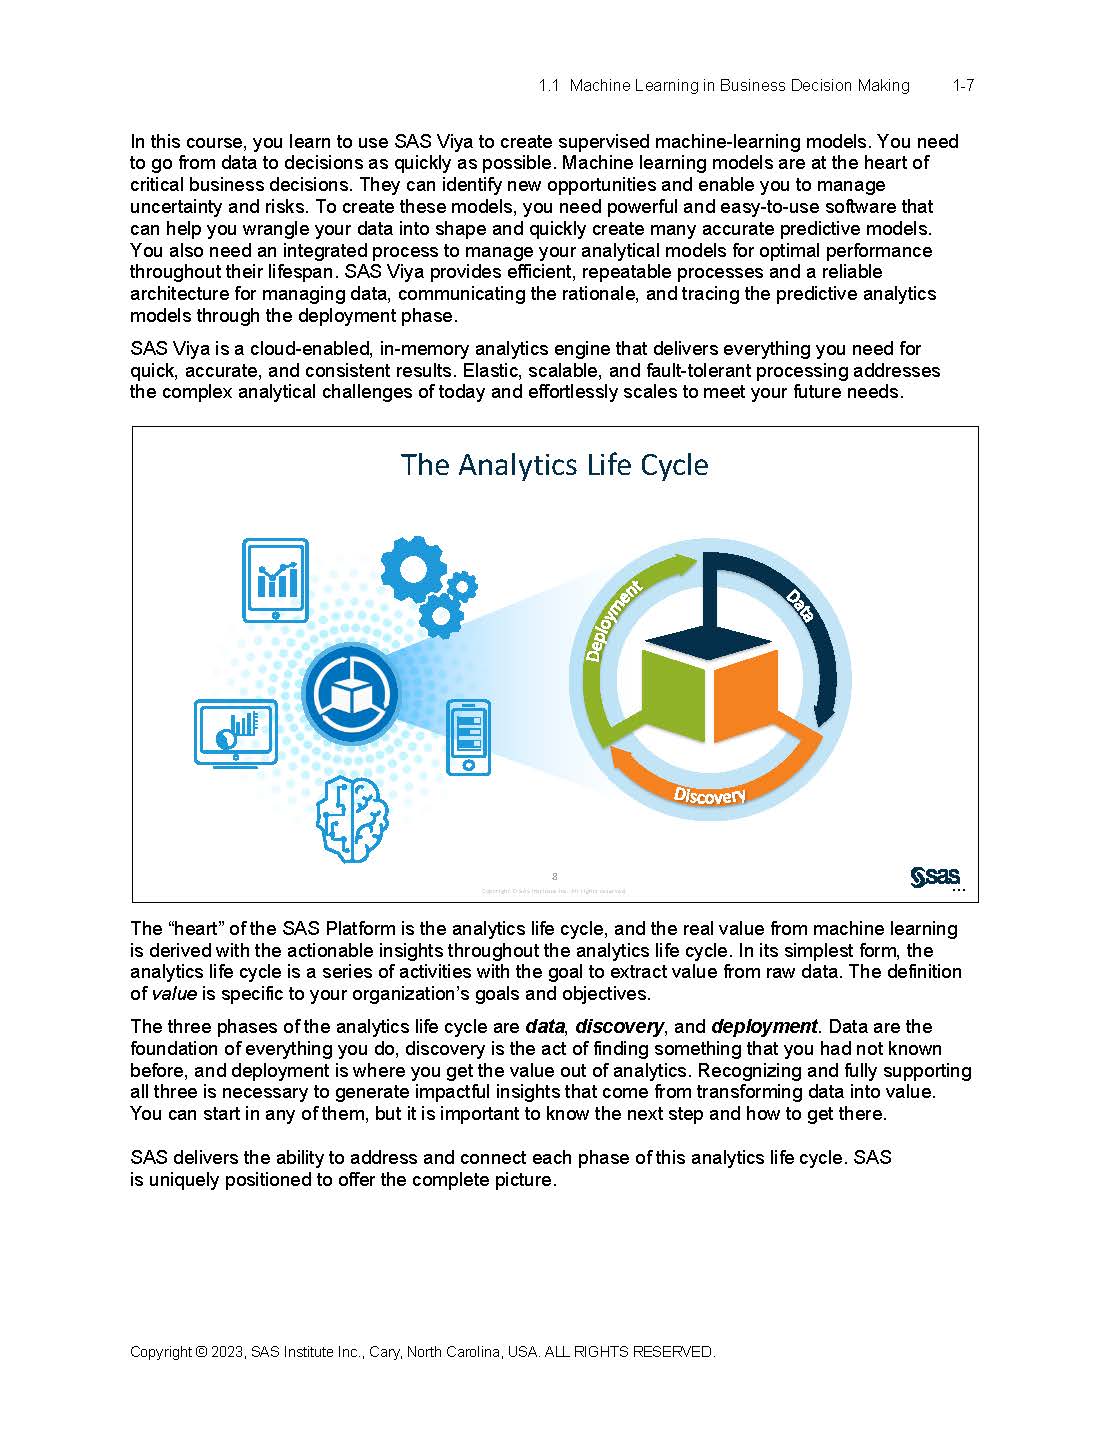 1.1 Machine Learning in Business Decision Making 1-7
In this course, you learn to use SAS Viya to create supervised machine-learning models. You need
to go from data to decisions as quickly as possible. Machine learning models are at the heart of
critical business decisions. They can identify new opportunities and enable you to manage
uncertainty and risks. To create these models, you need powerful and easy-to-use software that
can help you wrangle your data into shape and quickly create many accurate predictive models.
You also need an integrated process to manage your analytical models for optimal performance
throughout their lifespan. SAS Viya provides efficient, repeatable processes and a reliable
architecture for managing data, communicating the rationale, and tracing the predictive analytics
models through the deployment phase.
SAS Viya is a cloud-enabled, in-memory analytics engine that delivers everything you need for
quick, accurate, and consistent results. Elastic, scalable, and fault-tolerant processing addresses
the complex analytical challenges of today and effortlessly scales to meet your future needs.
The Analytics Life Cycle
Deployment
Data
Discovery
8
Copyright © SAS Institute Inc. All rights reserved.
sas
...
The “heart” of the SAS Platform is the analytics life cycle, and the real value from machine learning
is derived with the actionable insights throughout the analytics life cycle. In its simplest form, the
analytics life cycle is a series of activities with the goal to extract value from raw data. The definition
of value is specific to your organization’s goals and objectives.
The three phases of the analytics life cycle are data, discovery, and deployment. Data are the
foundation of everything you do, discovery is the act of finding something that you had not known
before, and deployment is where you get the value out of analytics. Recognizing and fully supporting
all three is necessary to generate impactful insights that come from transforming data into value.
You can start in any of them, but it is important to know the next step and how to get there.
SAS delivers the ability to address and connect each phase of this analytics life cycle. SAS
is uniquely positioned to offer the complete picture.
Copyright © 2023, SAS Institute Inc., Cary, North Carolina, USA. ALL RIGHTS RESERVED.